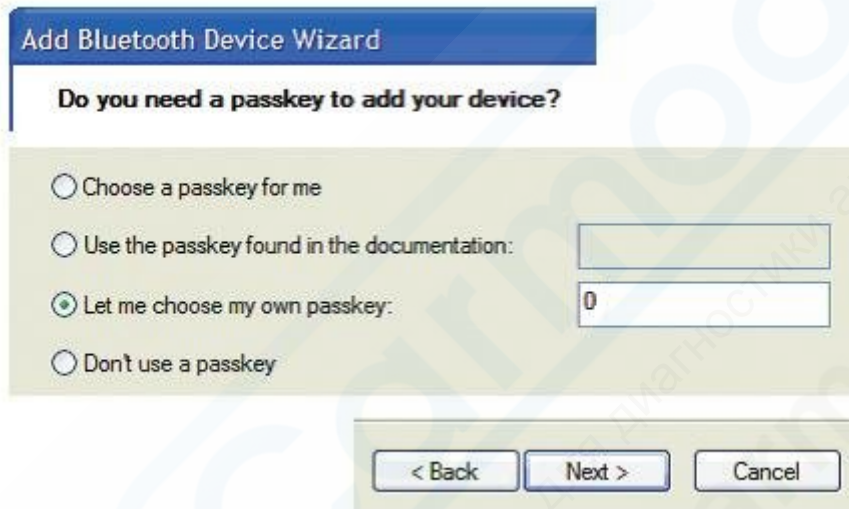 Add Bluetooth Device Wizard
Do you need a passkey to add your device?
Choose a passkey for me
Use the passkey found in the documentation:
Let me choose my own passkey:
0
Don't use a passkey
< Back
Next >
Cancel
диагностики